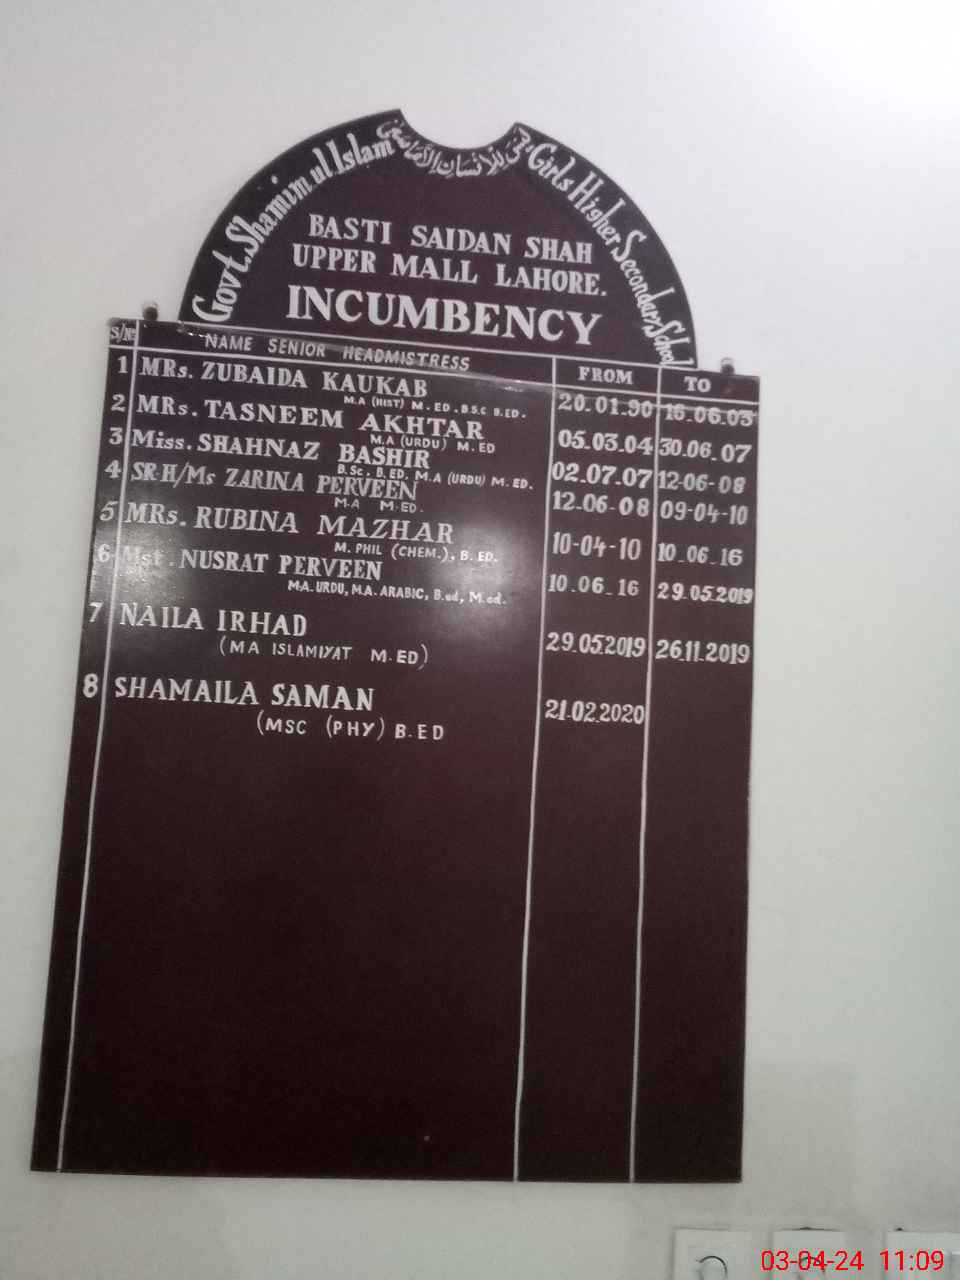 Govt. Shamim ul Islam Girls Higher Secondary School
BASTI SAIDAN SHAH
UPPER MALL LAHORE.
INCUMBENCY
S/No NAME SENIOR HEADMISTRESS FROM TO
1 MRs. ZUBAIDA KAUKAB 20.01.90 16.06.03
M.A (HIST) M. ED. B.S.C B.ED.
2 MRs. TASNEEM AKHTAR 05.03.04 30.06.07
M.A (URDU) M. ED
3 Miss. SHAHNAZ BASHIR 02.07.07 12-06-08
B.Sc, B.ED. M.A (URDU) M. ED.
4 SR.H/Ms ZARINA PERVEEN 12-06-08 09-04-10
M.A M.ED.
5 MRs. RUBINA MAZHAR 10-04-10 10.06.16
M. PHIL (CHEM.), B. ED.
6 Mst. NUSRAT PERVEEN 10.06.16 29.05.2019
M.A. URDU, M.A. ARABIC, B.ed, M.ed.
7 NAILA IRHAD 29.05.2019 26.11.2019
(MA ISLAMIYAT M.ED)
8 SHAMAILA SAMAN 21.02.2020
(MSC (PHY) B.ED
03-04-24 11:09